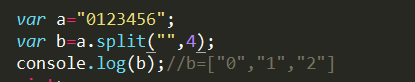 var a="0123456";
var b=a.split("",4);
console.log(b);//b=["0","1","2"]